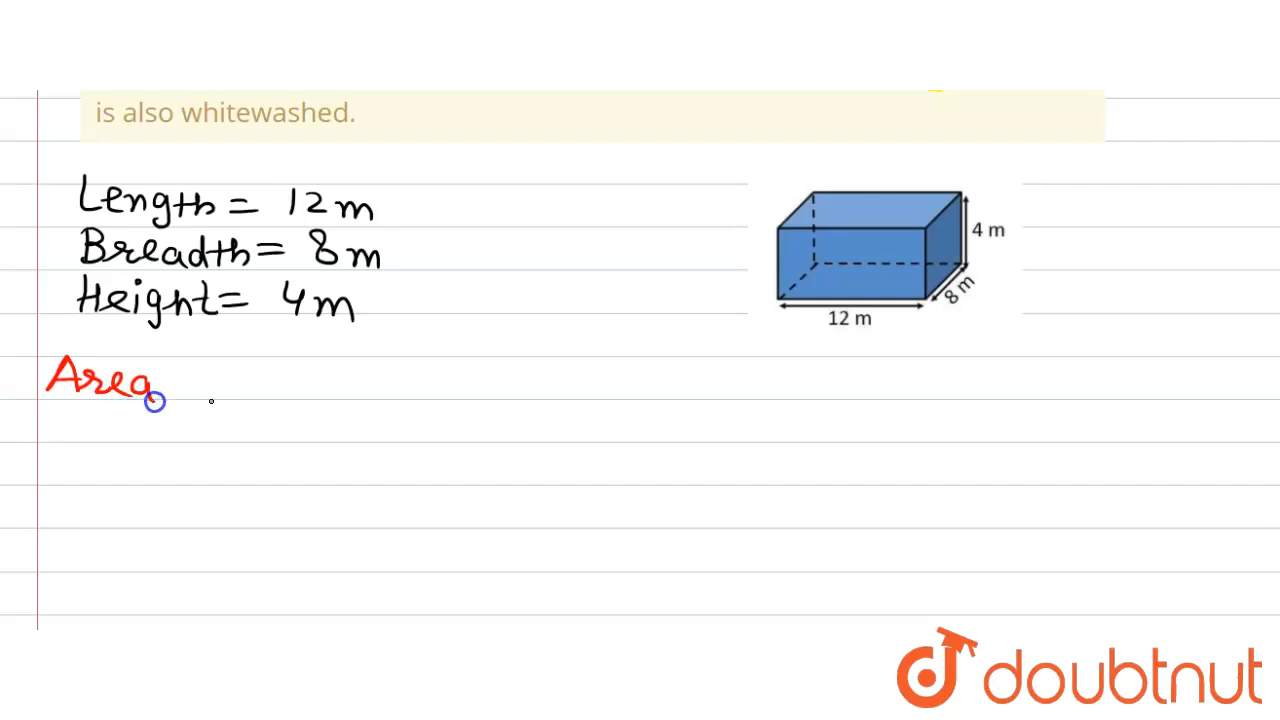 is also whitewashed.
Length = 12 m
Breadth = 8 m
Height = 4 m
4 m
8 m
12 m
Area
doubtnut